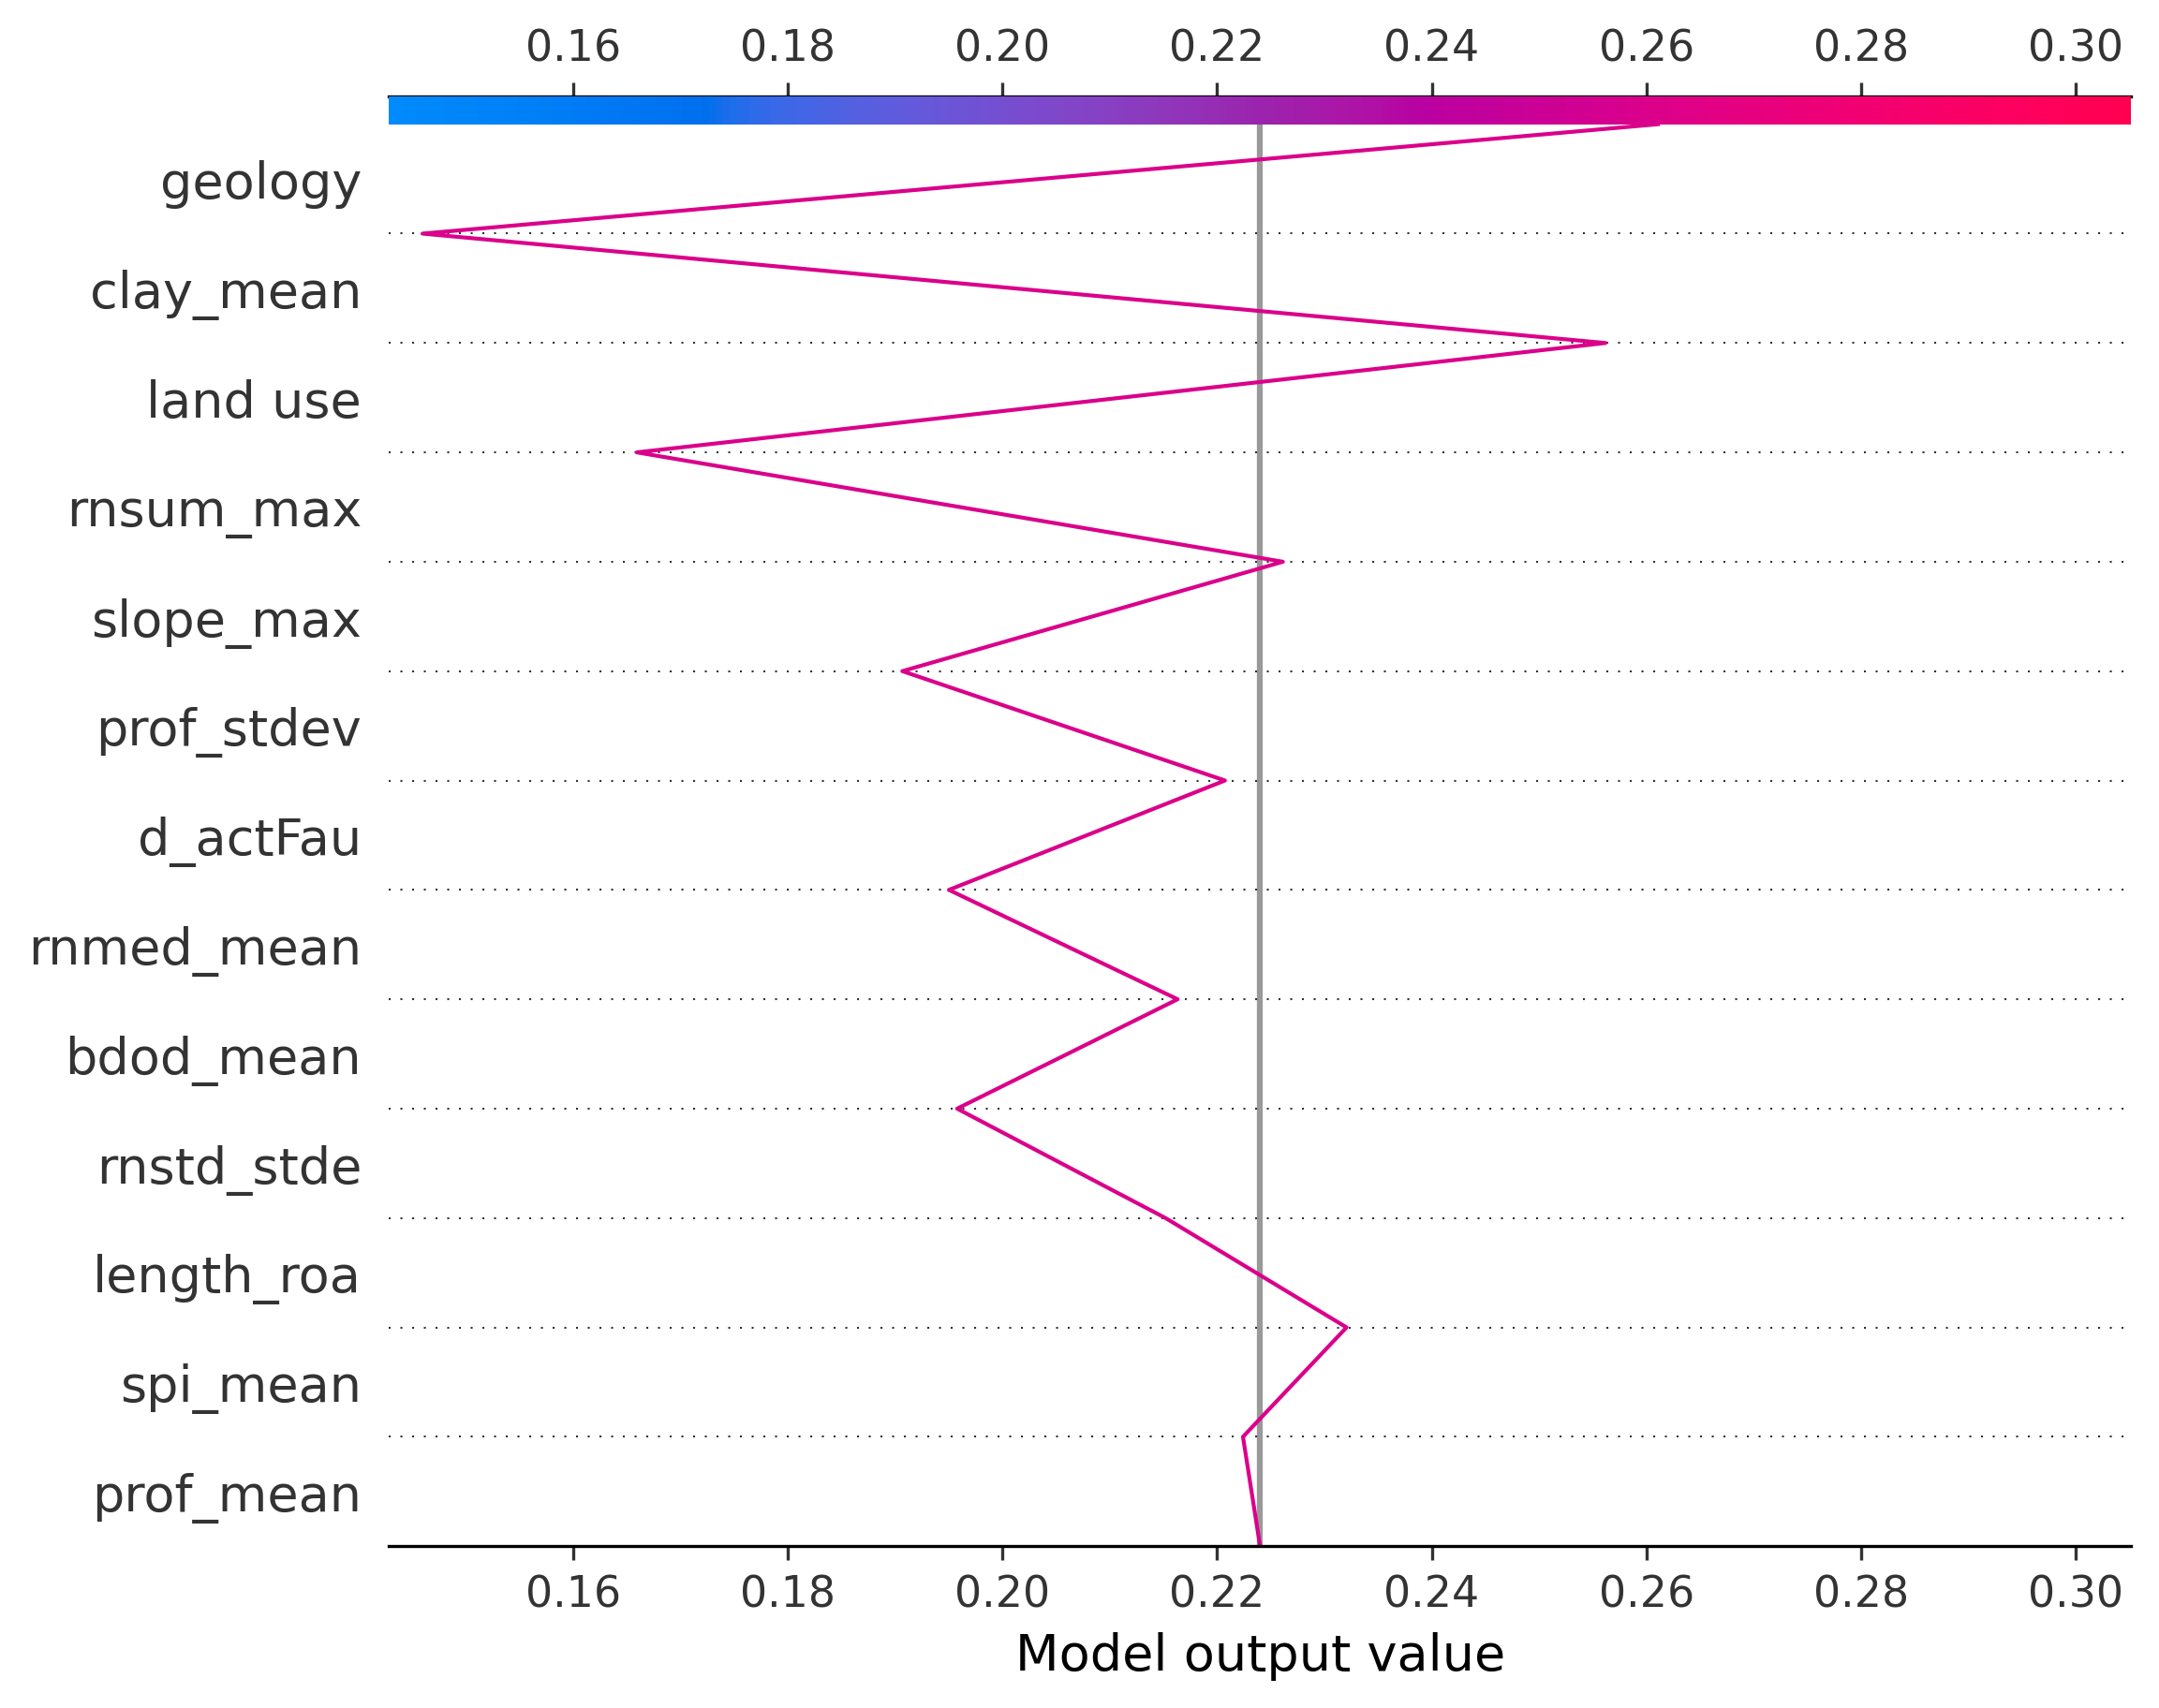 0.16 0.18 0.20 0.22 0.24 0.26 0.28 0.30
geology
clay_mean
land use
rnsum_max
slope_max
prof_stdev
d_actFau
rnmed_mean
bdod_mean
rnstd_stde
length_roa
spi_mean
prof_mean
0.16 0.18 0.20 0.22 0.24 0.26 0.28 0.30
Model output value